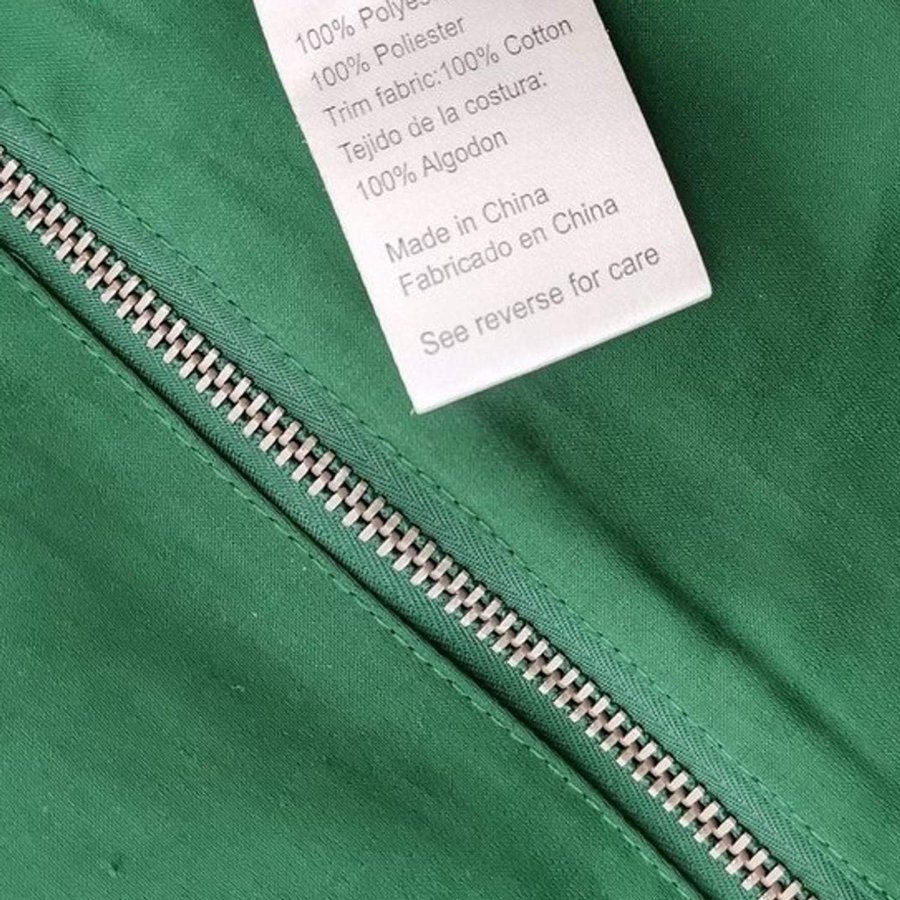 100% Polyes
100% Poliester
Trim fabric:100% Cotton
Tejido de la costura:
100% Algodon
Made in China
Fabricado en China
See reverse for care